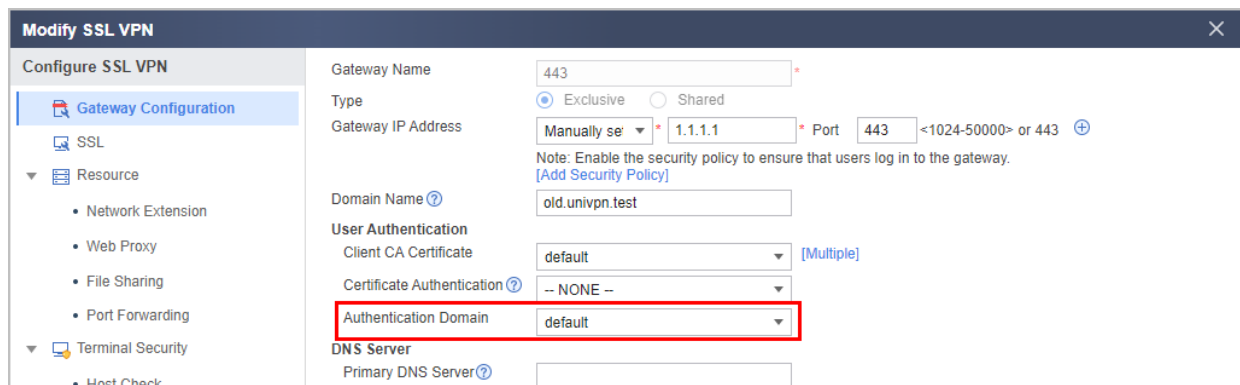 Modify SSL VPN
Configure SSL VPN
Gateway Configuration
SSL
Resource
Network Extension
Web Proxy
File Sharing
Port Forwarding
Terminal Security
Host Check
Gateway Name 443 *
Type Exclusive Shared
Gateway IP Address Manually set * 1.1.1.1 * Port 443 <1024-50000> or 443
Note: Enable the security policy to ensure that users log in to the gateway.
[Add Security Policy]
Domain Name old.univpn.test
User Authentication
Client CA Certificate default [Multiple]
Certificate Authentication -- NONE --
Authentication Domain default
DNS Server
Primary DNS Server